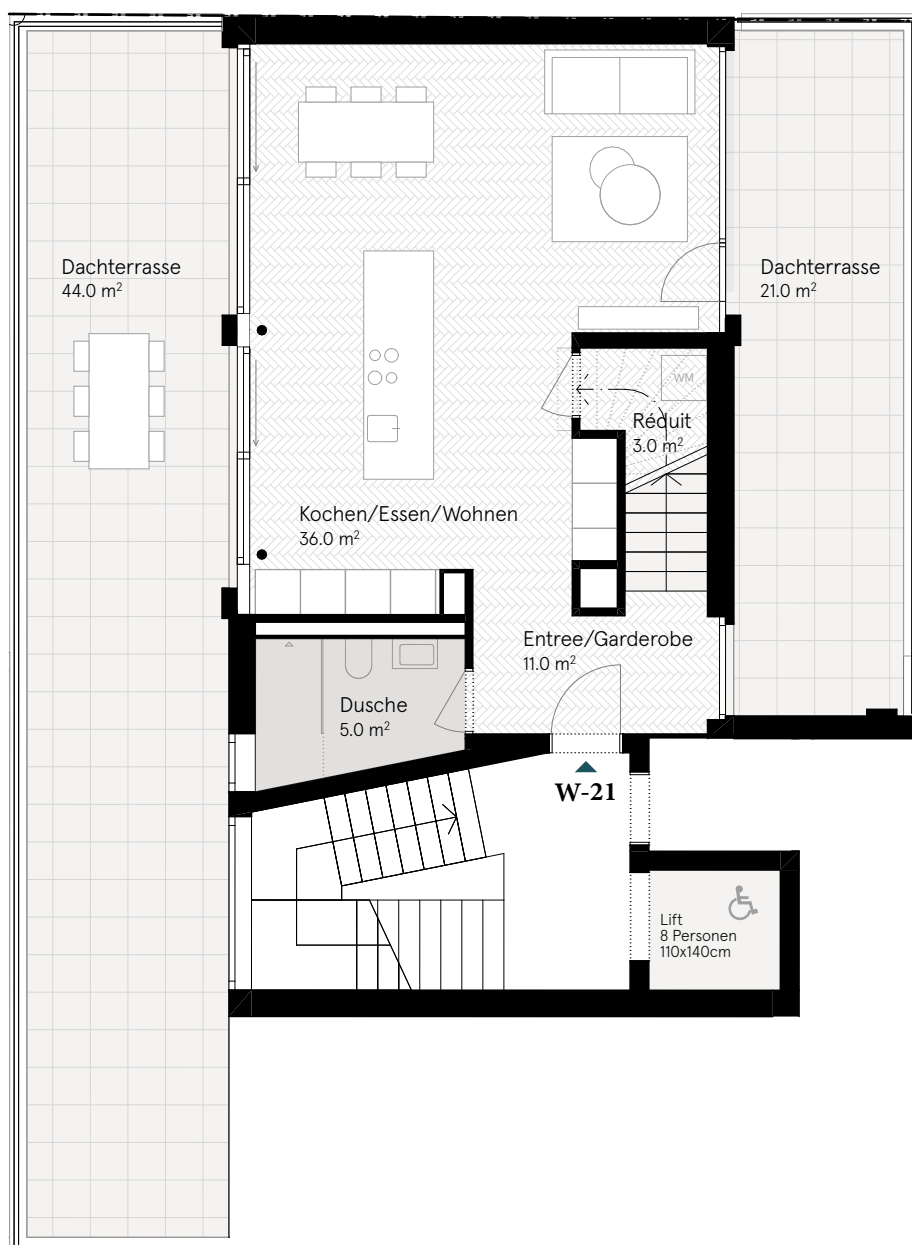 Dachterrasse
44.0 m²
Dachterrasse
21.0 m²
WM
Réduit
3.0 m²
Kochen/Essen/Wohnen
36.0 m²
Entree/Garderobe
11.0 m²
Dusche
5.0 m²
W-21
Lift
8 Personen
110x140cm